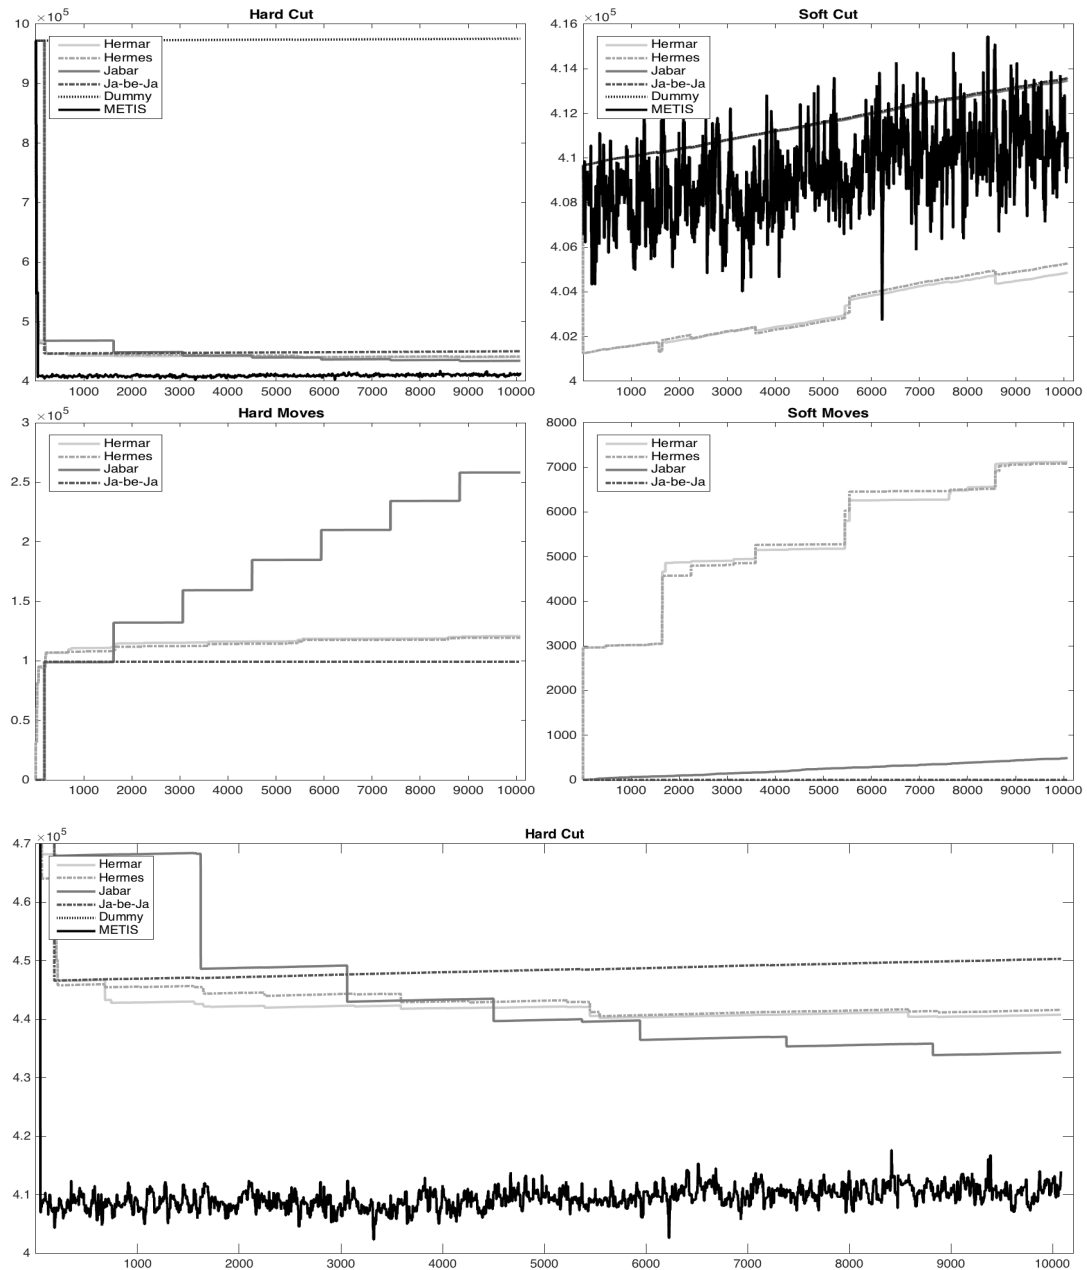 Hard Cut
×10^5
10
9
8
7
6
5
4
Hermar
Hermes
Jabar
Ja-be-Ja
Dummy
METIS
1000 2000 3000 4000 5000 6000 7000 8000 9000 10000
Soft Cut
×10^5
4.16
4.14
4.12
4.1
4.08
4.06
4.04
4.02
4
Hermar
Hermes
Jabar
Ja-be-Ja
Dummy
METIS
1000 2000 3000 4000 5000 6000 7000 8000 9000 10000
Hard Moves
×10^5
3
2.5
2
1.5
1
0.5
0
Hermar
Hermes
Jabar
Ja-be-Ja
1000 2000 3000 4000 5000 6000 7000 8000 9000 10000
Soft Moves
8000
7000
6000
5000
4000
3000
2000
1000
0
Hermar
Hermes
Jabar
Ja-be-Ja
1000 2000 3000 4000 5000 6000 7000 8000 9000 10000
Hard Cut
×10^5
4.7
4.6
4.5
4.4
4.3
4.2
4.1
4
Hermar
Hermes
Jabar
Ja-be-Ja
Dummy
METIS
1000 2000 3000 4000 5000 6000 7000 8000 9000 10000